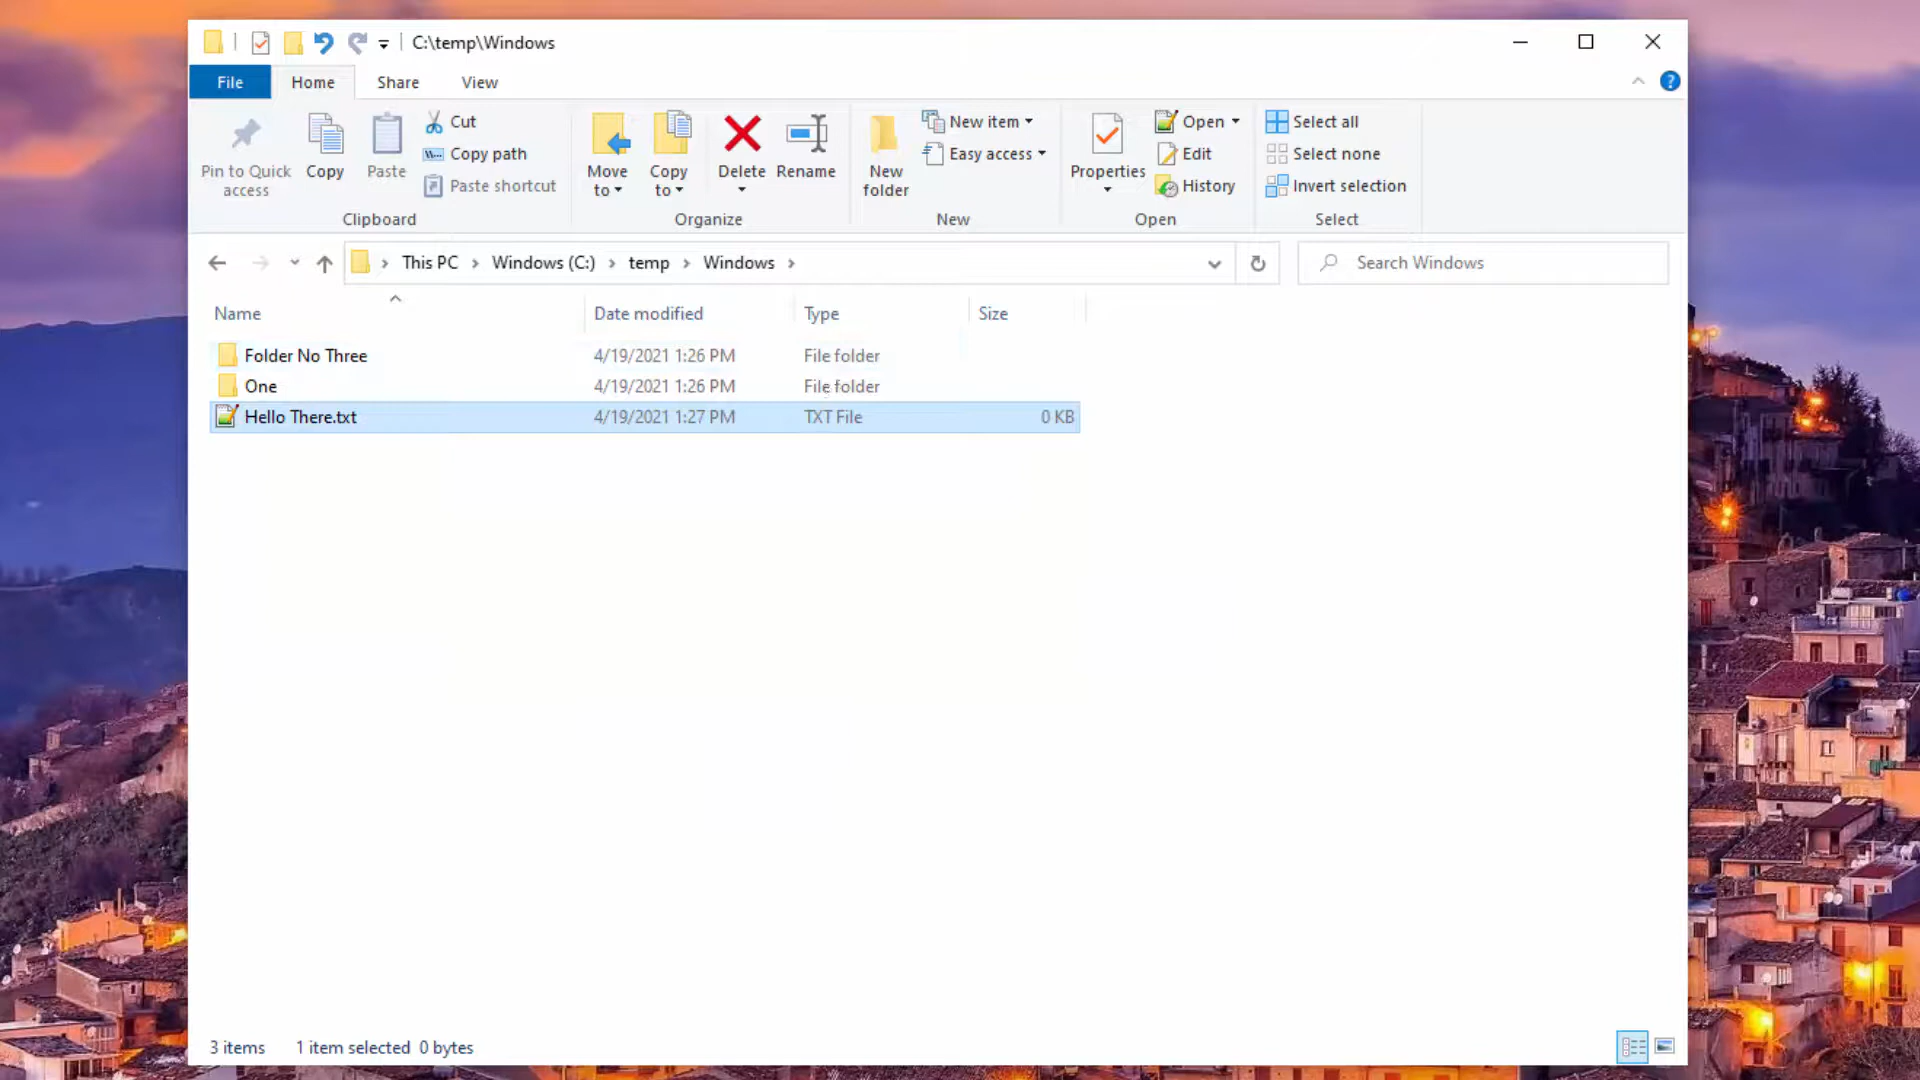 C:\temp\Windows
File Home Share View
Pin to Quick access
Copy
Paste
Cut
Copy path
Paste shortcut
Clipboard
Move to
Copy to
Delete
Rename
Organize
New folder
New item
Easy access
New
Properties
Open
Edit
History
Open
Select all
Select none
Invert selection
Select
This PC Windows (C:) temp Windows
Search Windows
Name Date modified Type Size
Folder No Three 4/19/2021 1:26 PM File folder
One 4/19/2021 1:26 PM File folder
Hello There.txt 4/19/2021 1:27 PM TXT File 0 KB
3 items 1 item selected 0 bytes